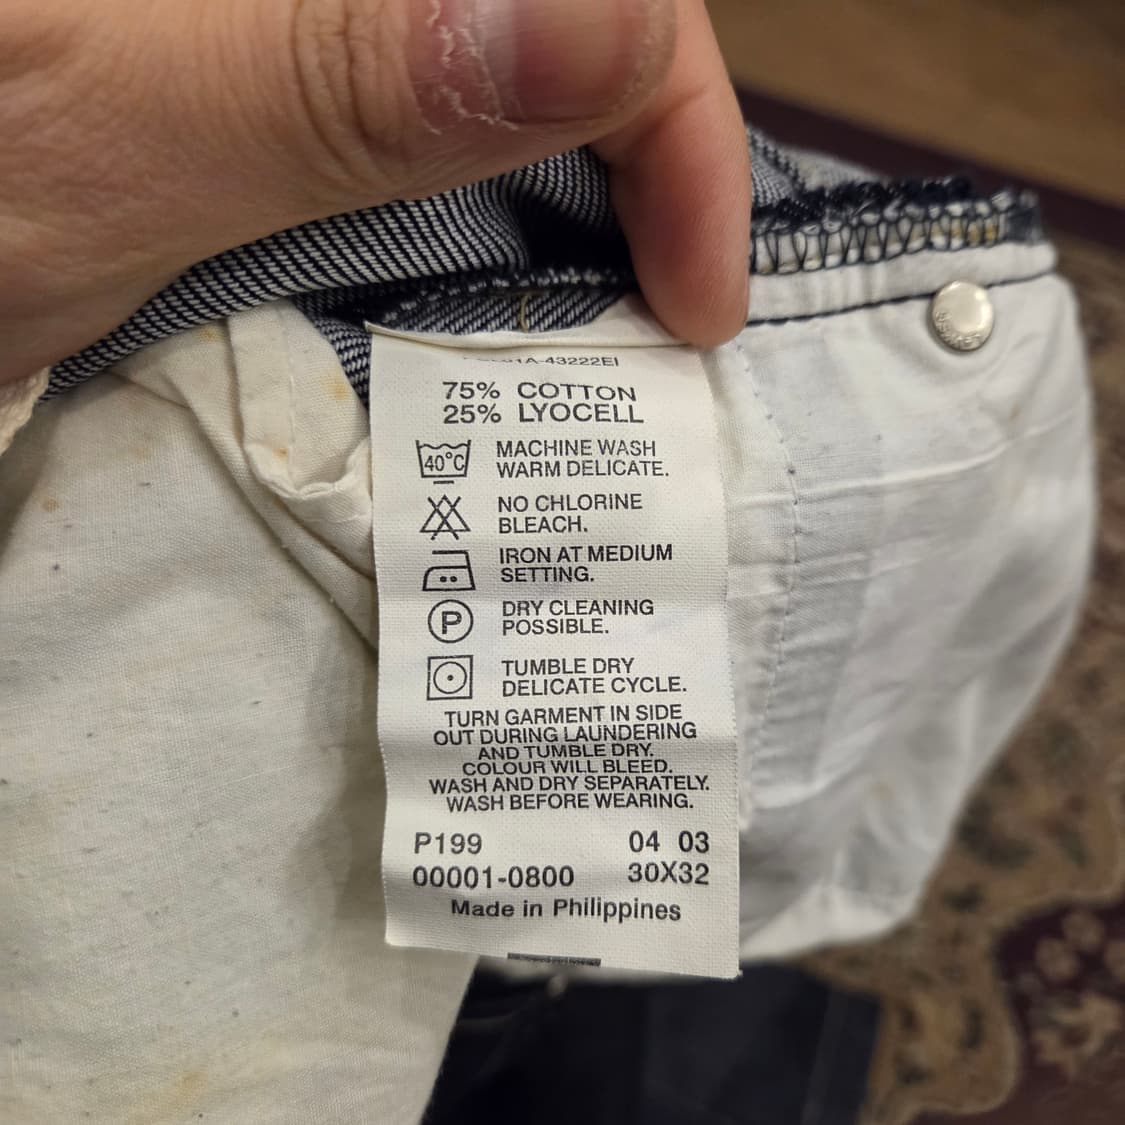 75% COTTON
25% LYOCELL
40°C
MACHINE WASH
WARM DELICATE.
NO CHLORINE
BLEACH.
IRON AT MEDIUM
SETTING.
P
DRY CLEANING
POSSIBLE.
TUMBLE DRY
DELICATE CYCLE.
TURN GARMENT IN SIDE
OUT DURING LAUNDERING
AND TUMBLE DRY.
COLOUR WILL BLEED.
WASH AND DRY SEPARATELY.
WASH BEFORE WEARING.
P199 04 03
00001-0800 30X32
Made in Philippines